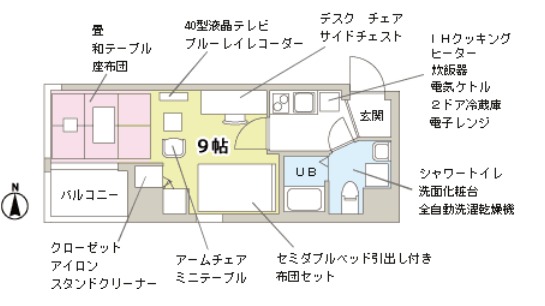 畳
和テーブル
座布団
40型液晶テレビ
ブルーレイレコーダー
デスク　チェア
サイドチェスト
ＩＨクッキング
ヒーター
炊飯器
電気ケトル
２ドア冷蔵庫
電子レンジ
玄関
9帖
ＵＢ
シャワートイレ
洗面化粧台
全自動洗濯乾燥機
N
バルコニー
クローゼット
アイロン
スタンドクリーナー
アームチェア
ミニテーブル
セミダブルベッド引出し付き
布団セット